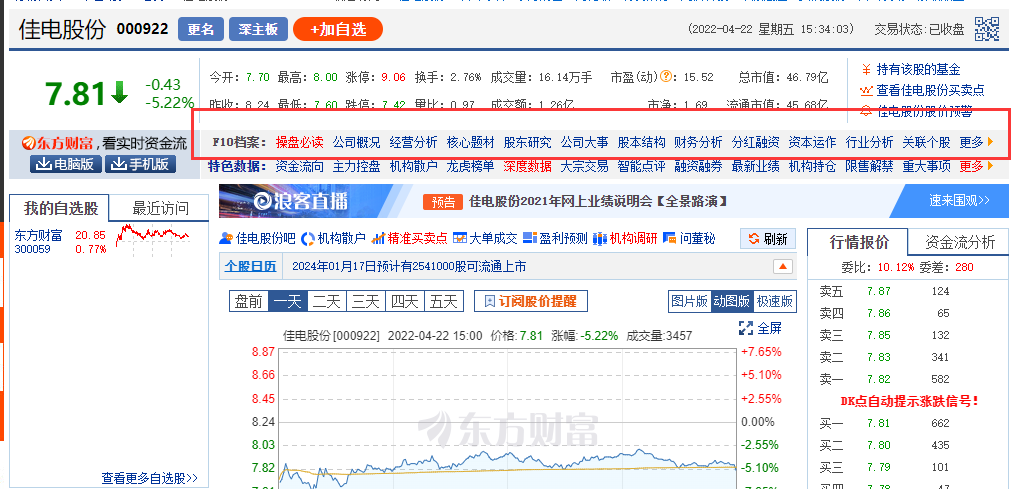 佳电股份 000922 更名 深主板 +加自选 (2022-04-22 星期五 15:34:03) 交易状态:已收盘
7.81 -0.43 -5.22%
今开: 7.70 最高: 8.00 涨停: 9.06 换手: 2.76% 成交量: 16.14万手 市盈(动) ? : 15.52 总市值: 46.79亿
昨收: 8.24 最低: 7.60 跌停: 7.42 量比: 0.97 成交额: 1.26亿 市净: 1.69 流通市值: 45.68亿
持有该股的基金
查看佳电股份买卖点
佳电股份股价预警
东方财富,看实时资金流
电脑版 手机版
F10档案: 操盘必读 公司概况 经营分析 核心题材 股东研究 公司大事 股本结构 财务分析 分红融资 资本运作 行业分析 关联个股 更多
特色数据: 资金流向 主力控盘 机构散户 龙虎榜单 深度数据 大宗交易 智能点评 融资融券 最新业绩 机构持仓 限售解禁 重大事项 更多
我的自选股 最近访问
东方财富 20.85
300059 0.77%
查看更多自选股>>
浪客直播 预告 佳电股份2021年网上业绩说明会【全景路演】 速来围观>>
佳电股份吧 机构散户 精准买卖点 大单成交 盈利预测 机构调研 问董秘 刷新
个股日历 2024年01月17日预计有2541000股可流通上市
盘前 一天 二天 三天 四天 五天 订阅股价提醒 图片版 动图版 极速版
全屏
佳电股份[000922] 2022-04-22 15:00 价格: 7.81 涨幅: -5.22% 成交量:3457
8.87 +7.65%
8.66 +5.10%
8.45 +2.55%
8.24 0.00%
8.03 -2.55%
7.82 -5.10%
东方财富
行情报价 资金流分析
委比: 10.12% 委差: 280
卖五 7.87 124
卖四 7.86 65
卖三 7.85 132
卖二 7.83 341
卖一 7.82 582
DK点自动提示涨跌信号!
买一 7.81 662
买二 7.80 435
买三 7.79 101